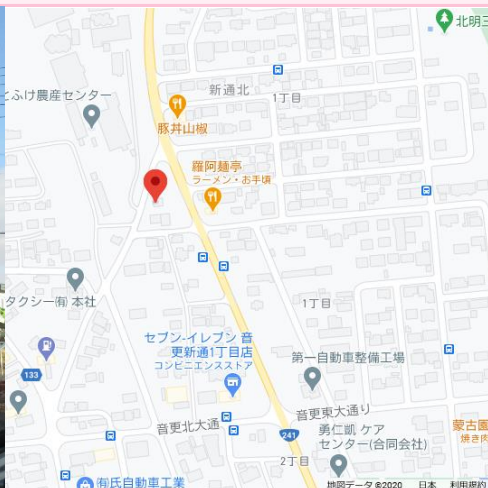 北明三
とふけ農産センター
新通北
1丁目
豚丼山椒
羅阿麺亭
ラーメン・お手頃
タクシー㈲ 本社
1丁目
セブン-イレブン 音
更新通1丁目店
コンビニエンスストア
第一自動車整備工場
133
音更東大通り
音更北大通
241
勇仁凱 ケア
センター(合同会社)
蒙古園
焼き肉
2丁目
㈲氏自動車工業
地図データ ©2020 日本 利用規約